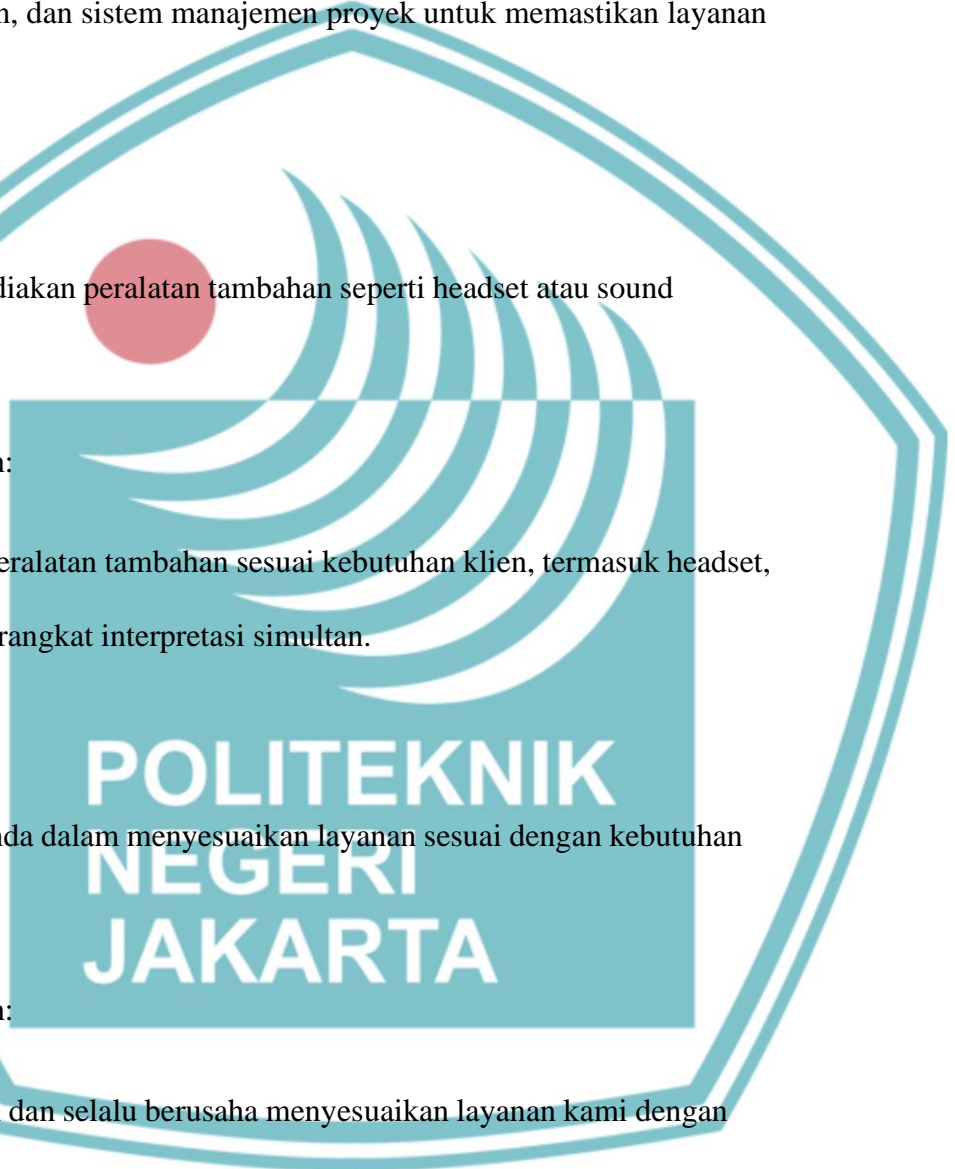 n, dan sistem manajemen proyek untuk memastikan layanan
diakan peralatan tambahan seperti headset atau sound
n:
eralatan tambahan sesuai kebutuhan klien, termasuk headset,
rangkat interpretasi simultan.
POLITEKNIK
nda dalam menyesuaikan layanan sesuai dengan kebutuhan
NEGERI
JAKARTA
n:
dan selalu berusaha menyesuaikan layanan kami dengan